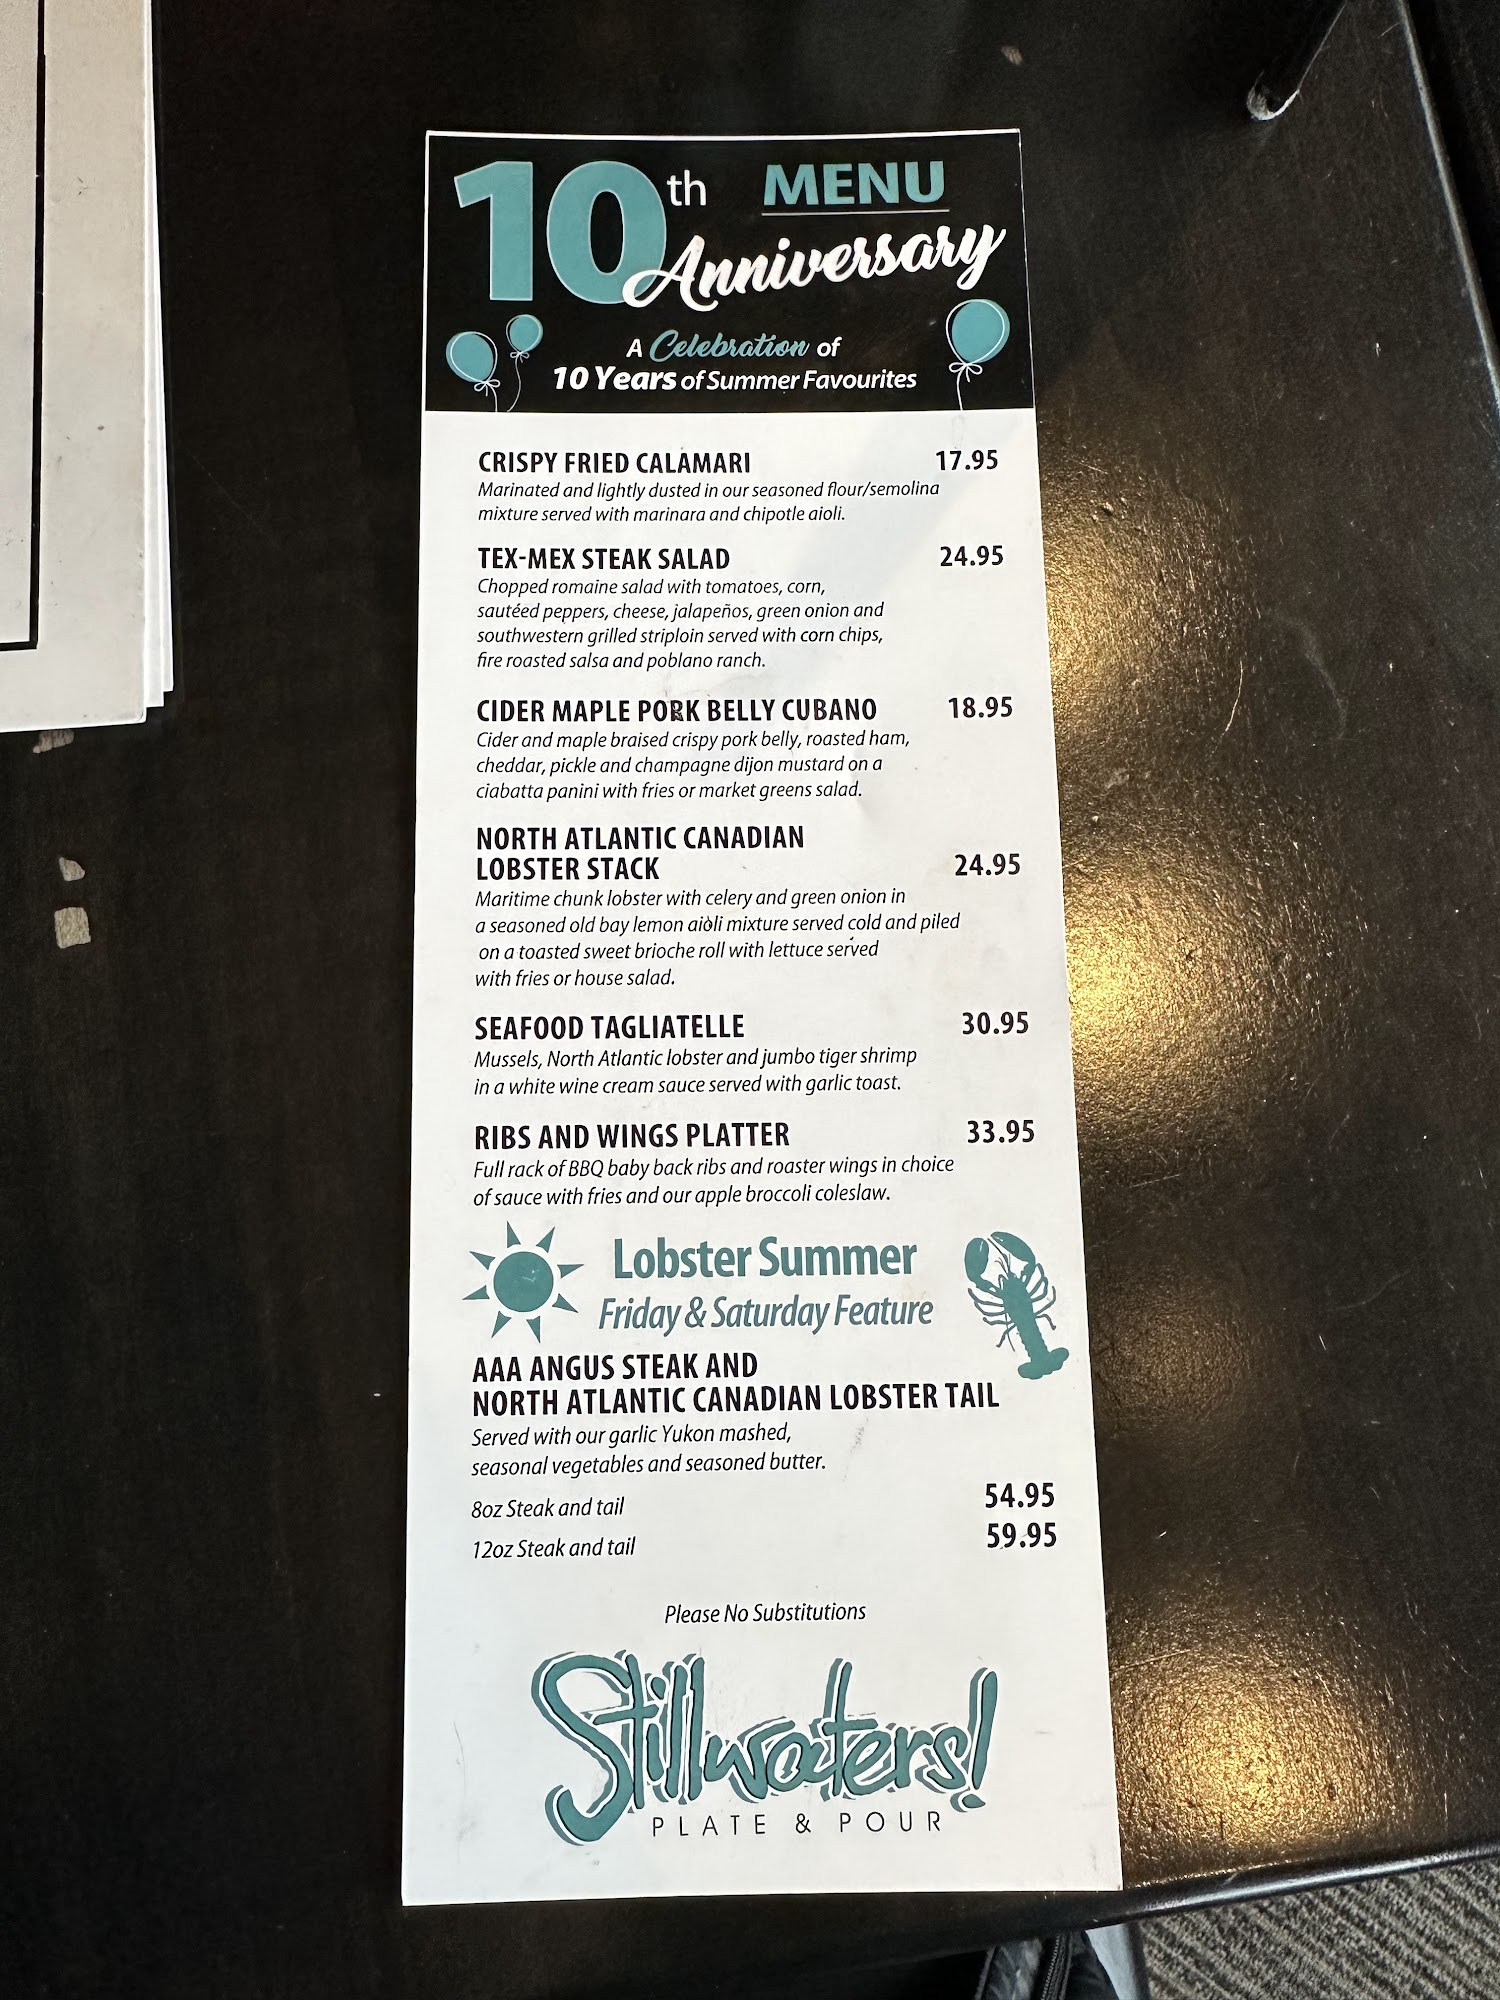 10th MENU
Anniversary
A Celebration of
10 Years of Summer Favourites
CRISPY FRIED CALAMARI 17.95
Marinated and lightly dusted in our seasoned flour/semolina
mixture served with marinara and chipotle aioli.
TEX-MEX STEAK SALAD 24.95
Chopped romaine salad with tomatoes, corn,
sautéed peppers, cheese, jalapeños, green onion and
southwestern grilled striploin served with corn chips,
fire roasted salsa and poblano ranch.
CIDER MAPLE PORK BELLY CUBANO 18.95
Cider and maple braised crispy pork belly, roasted ham,
cheddar, pickle and champagne dijon mustard on a
ciabatta panini with fries or market greens salad.
NORTH ATLANTIC CANADIAN
LOBSTER STACK 24.95
Maritime chunk lobster with celery and green onion in
a seasoned old bay lemon aioli mixture served cold and piled
on a toasted sweet brioche roll with lettuce served
with fries or house salad.
SEAFOOD TAGLIATELLE 30.95
Mussels, North Atlantic lobster and jumbo tiger shrimp
in a white wine cream sauce served with garlic toast.
RIBS AND WINGS PLATTER 33.95
Full rack of BBQ baby back ribs and roaster wings in choice
of sauce with fries and our apple broccoli coleslaw.
Lobster Summer
Friday & Saturday Feature
AAA ANGUS STEAK AND
NORTH ATLANTIC CANADIAN LOBSTER TAIL
Served with our garlic Yukon mashed,
seasonal vegetables and seasoned butter.
8oz Steak and tail 54.95
12oz Steak and tail 59.95
Please No Substitutions
Stillwaters!
PLATE & POUR